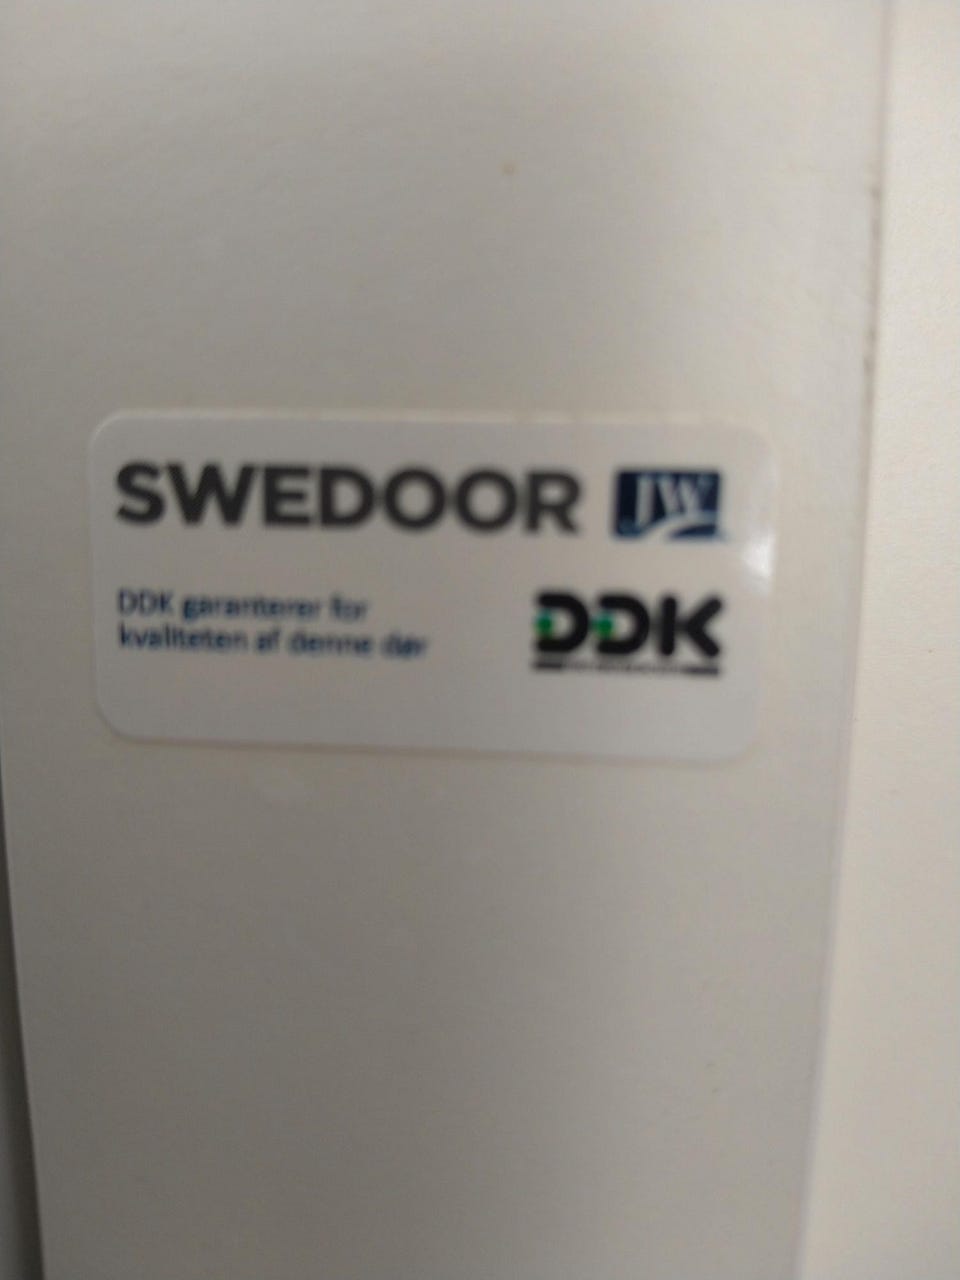 SWEDOOR JW
DDK garanterer for
kvaliteten af denne dør
DDK